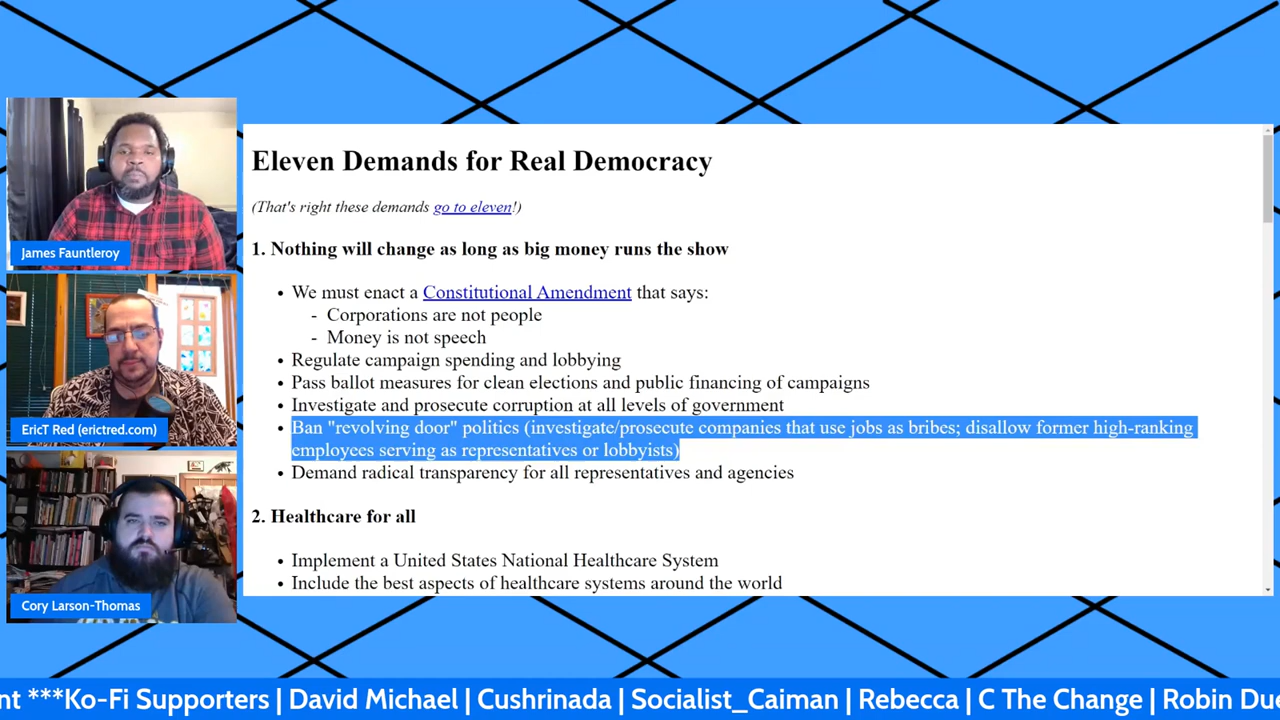 James Fauntleroy
EricT Red (erictred.com)
Cory Larson-Thomas
Eleven Demands for Real Democracy
(That's right these demands go to eleven!)
1. Nothing will change as long as big money runs the show
• We must enact a Constitutional Amendment that says:
- Corporations are not people
- Money is not speech
• Regulate campaign spending and lobbying
• Pass ballot measures for clean elections and public financing of campaigns
• Investigate and prosecute corruption at all levels of government
• Ban "revolving door" politics (investigate/prosecute companies that use jobs as bribes; disallow former high-ranking
employees serving as representatives or lobbyists)
• Demand radical transparency for all representatives and agencies
2. Healthcare for all
• Implement a United States National Healthcare System
• Include the best aspects of healthcare systems around the world
nt ***Ko-Fi Supporters | David Michael | Cushrinada | Socialist_Caiman | Rebecca | C The Change | Robin Du